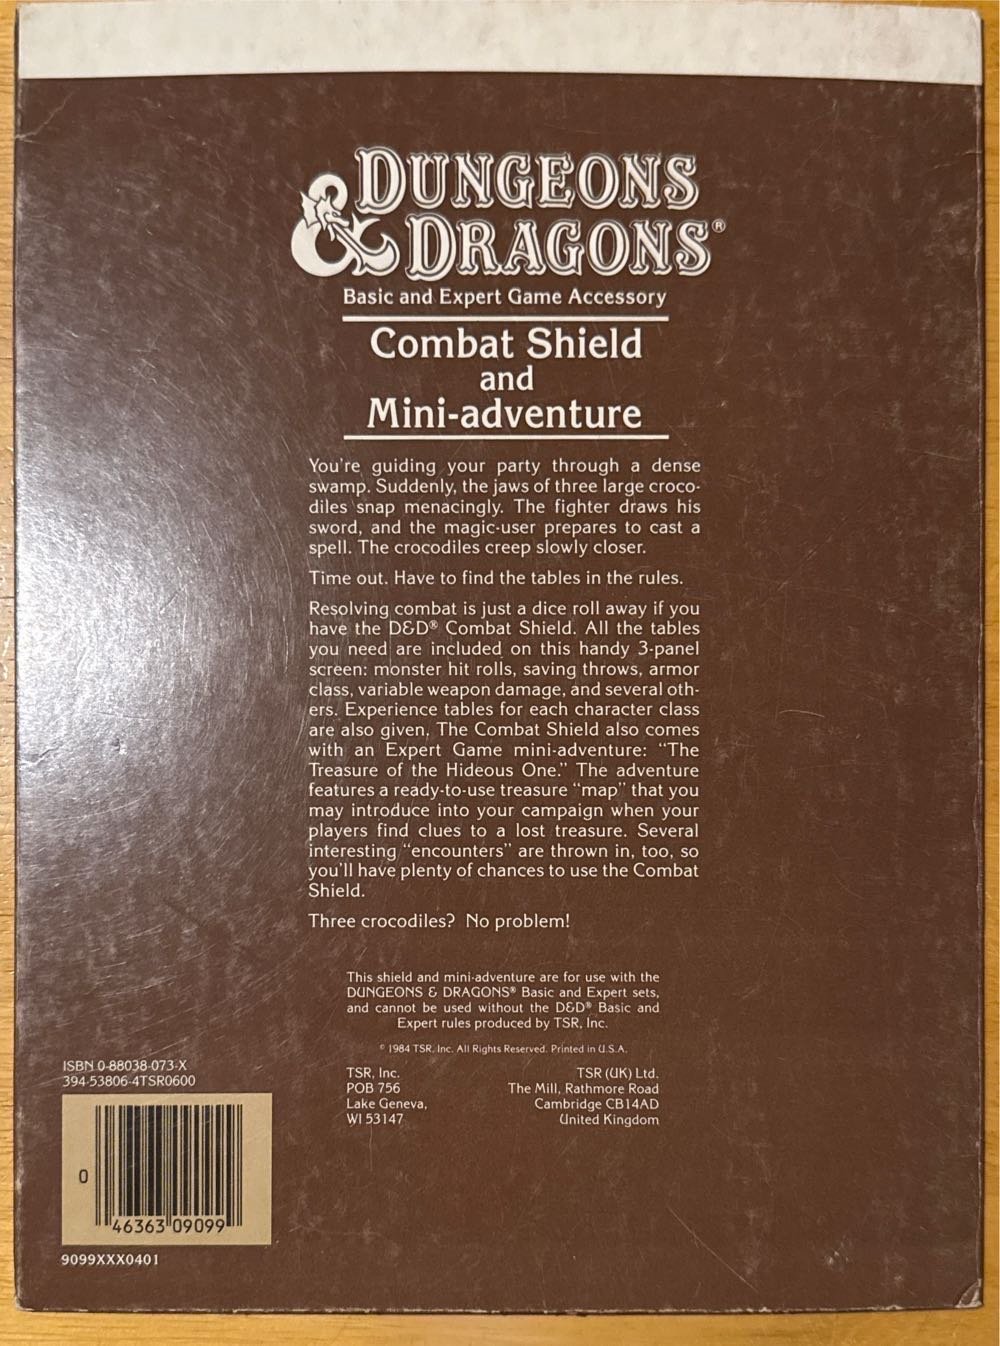 DUNGEONS
& DRAGONS®
Basic and Expert Game Accessory
Combat Shield
and
Mini-adventure
You're guiding your party through a dense
swamp. Suddenly, the jaws of three large croco-
diles snap menacingly. The fighter draws his
sword, and the magic-user prepares to cast a
spell. The crocodiles creep slowly closer.
Time out. Have to find the tables in the rules.
Resolving combat is just a dice roll away if you
have the D&D® Combat Shield. All the tables
you need are included on this handy 3-panel
screen: monster hit rolls, saving throws, armor
class, variable weapon damage, and several oth-
ers. Experience tables for each character class
are also given. The Combat Shield also comes
with an Expert Game mini-adventure: "The
Treasure of the Hideous One." The adventure
features a ready-to-use treasure "map" that you
may introduce into your campaign when your
players find clues to a lost treasure. Several
interesting "encounters" are thrown in, too, so
you'll have plenty of chances to use the Combat
Shield.
Three crocodiles? No problem!
This shield and mini-adventure are for use with the
DUNGEONS & DRAGONS® Basic and Expert sets,
and cannot be used without the D&D® Basic and
Expert rules produced by TSR, Inc.
© 1984 TSR, Inc. All Rights Reserved. Printed in U.S.A.
TSR, Inc.
POB 756
Lake Geneva,
WI 53147
TSR (UK) Ltd.
The Mill, Rathmore Road
Cambridge CB14AD
United Kingdom
ISBN 0-88038-073-X
394-53806-4TSR0600
0 46363 09099
9099XXX0401